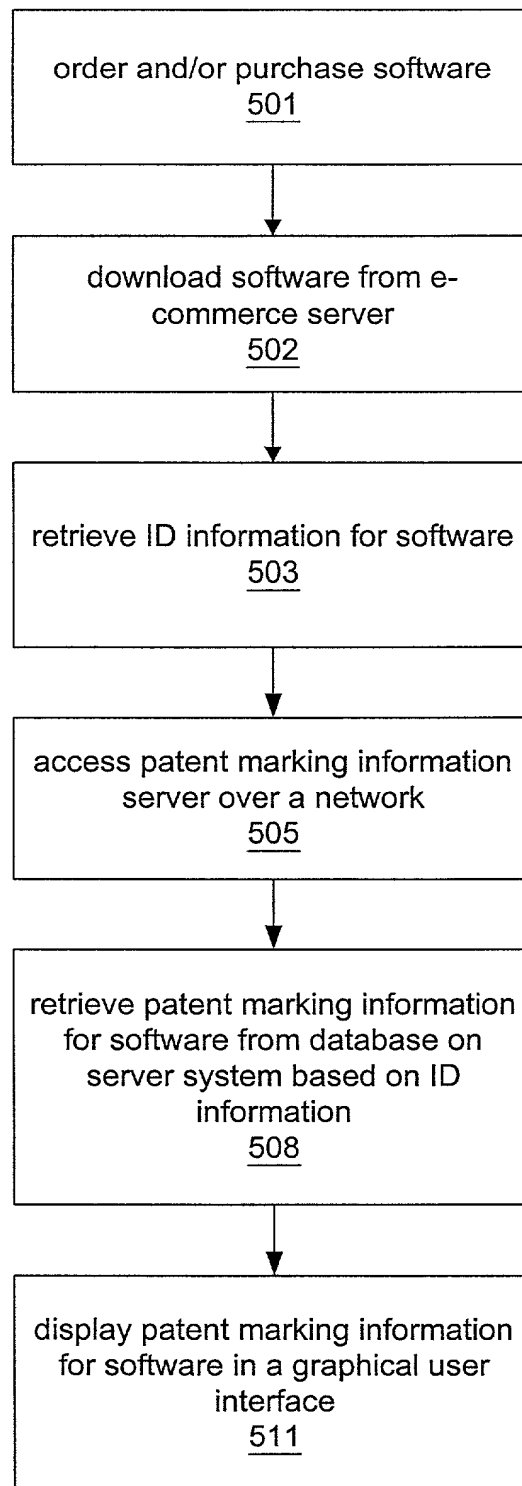 order and/or purchase software
501
download software from e-
commerce server
502
retrieve ID information for software
503
access patent marking information
server over a network
505
retrieve patent marking information
for software from database on
server system based on ID
information
508
display patent marking information
for software in a graphical user
interface
511